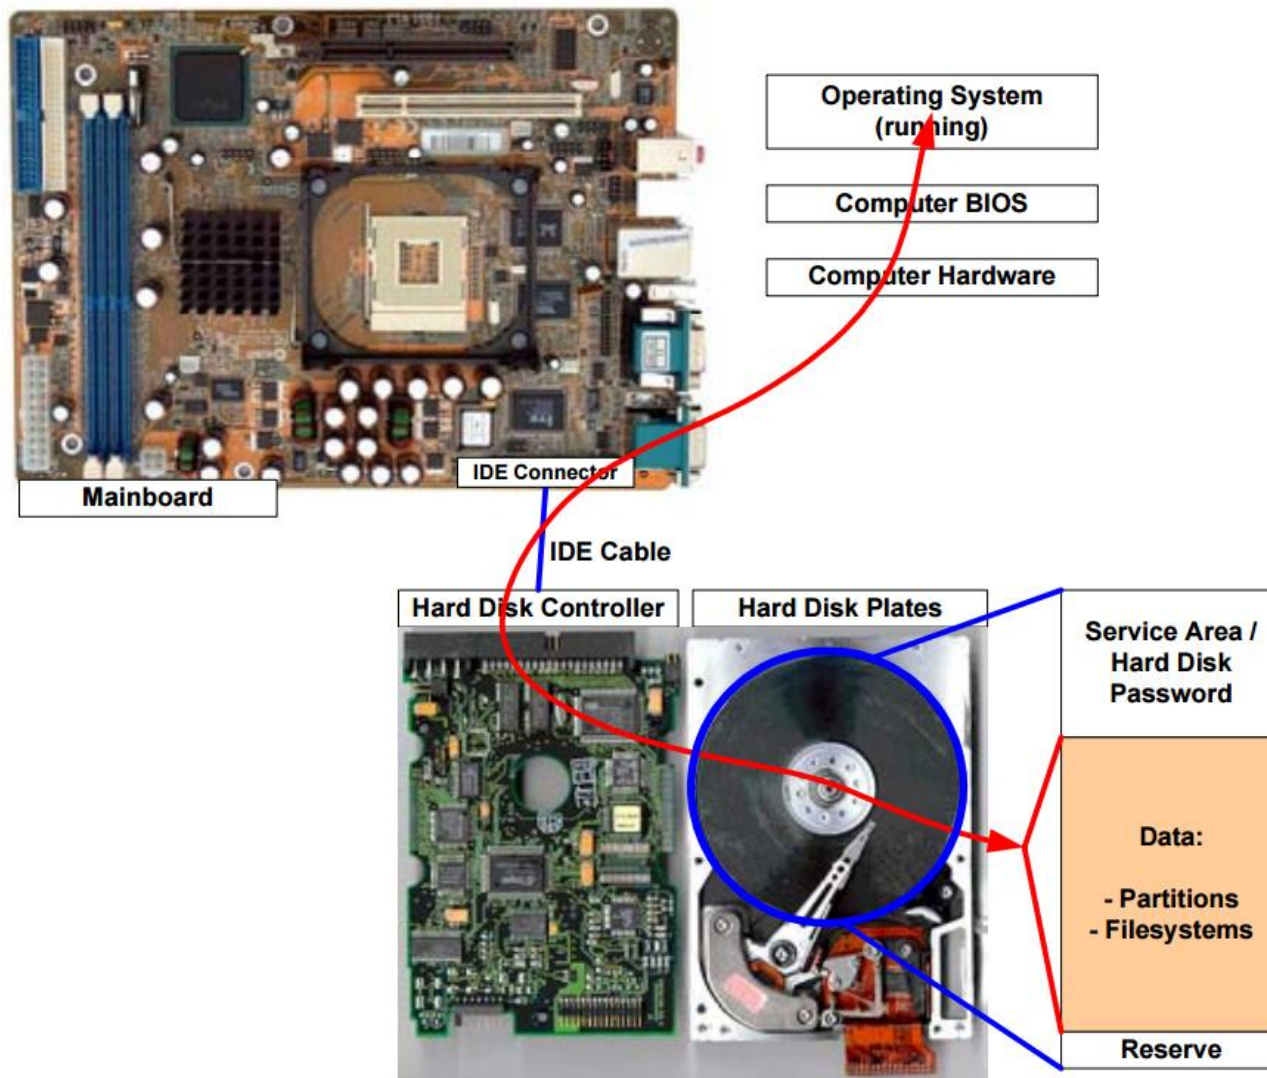 Operating System
(running)
Computer BIOS
Computer Hardware
IDE Connector
Mainboard
IDE Cable
Hard Disk Controller
Hard Disk Plates
Service Area /
Hard Disk
Password
Data:
- Partitions
- Filesystems
Reserve